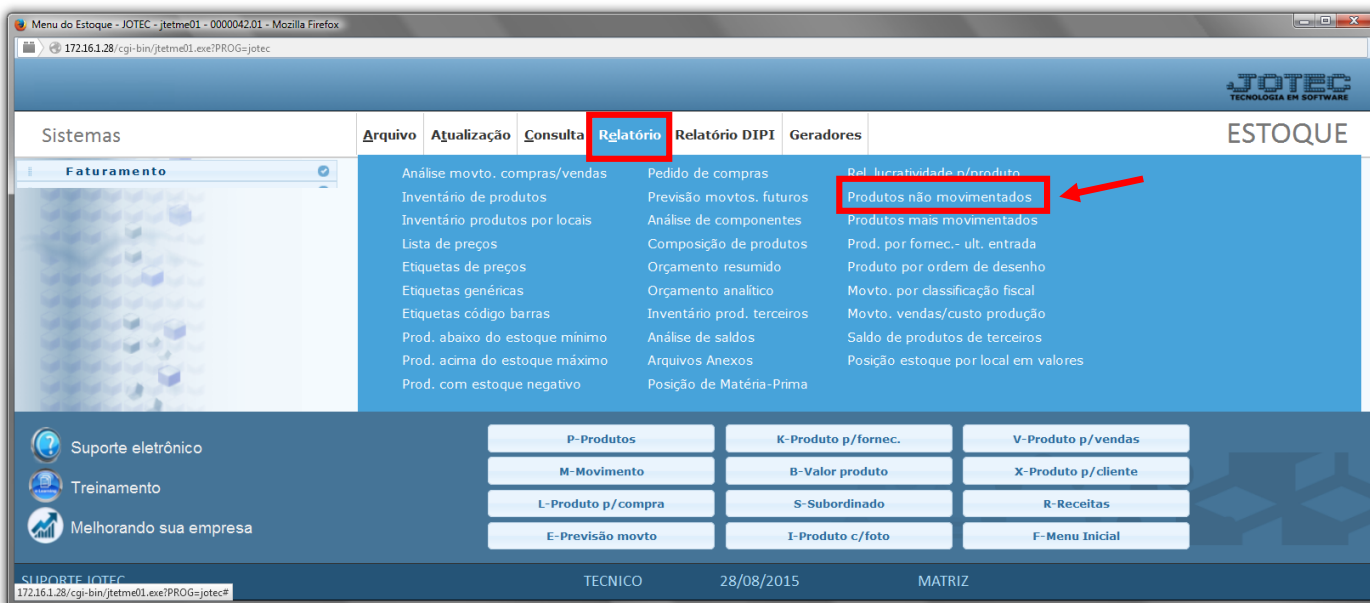 Menu do Estoque - JOTEC - jtetme01 - 0000042.01 - Mozilla Firefox
172.16.1.28/cgi-bin/jtetme01.exe?PROG=jotec
JOTEC
TECNOLOGIA EM SOFTWARE
Sistemas
Arquivo Atualização Consulta Relatório Relatório DIPI Geradores
ESTOQUE
Faturamento
Análise movto. compras/vendas Pedido de compras Rel. lucratividade p/produto
Inventário de produtos Previsão movtos. futuros Produtos não movimentados
Inventário produtos por locais Análise de componentes Produtos mais movimentados
Lista de preços Composição de produtos Prod. por fornec.- ult. entrada
Etiquetas de preços Orçamento resumido Produto por ordem de desenho
Etiquetas genéricas Orçamento analítico Movto. por classificação fiscal
Etiquetas código barras Inventário prod. terceiros Movto. vendas/custo produção
Prod. abaixo do estoque mínimo Análise de saldos Saldo de produtos de terceiros
Prod. acima do estoque máximo Arquivos Anexos Posição estoque por local em valores
Prod. com estoque negativo Posição de Matéria-Prima
Suporte eletrônico
Treinamento
Melhorando sua empresa
P-Produtos K-Produto p/fornec. V-Produto p/vendas
M-Movimento B-Valor produto X-Produto p/cliente
L-Produto p/compra S-Subordinado R-Receitas
E-Previsão movto I-Produto c/foto F-Menu Inicial
SUPORTE JOTEC TECNICO 28/08/2015 MATRIZ
172.16.1.28/cgi-bin/jtetme01.exe?PROG=jotec#